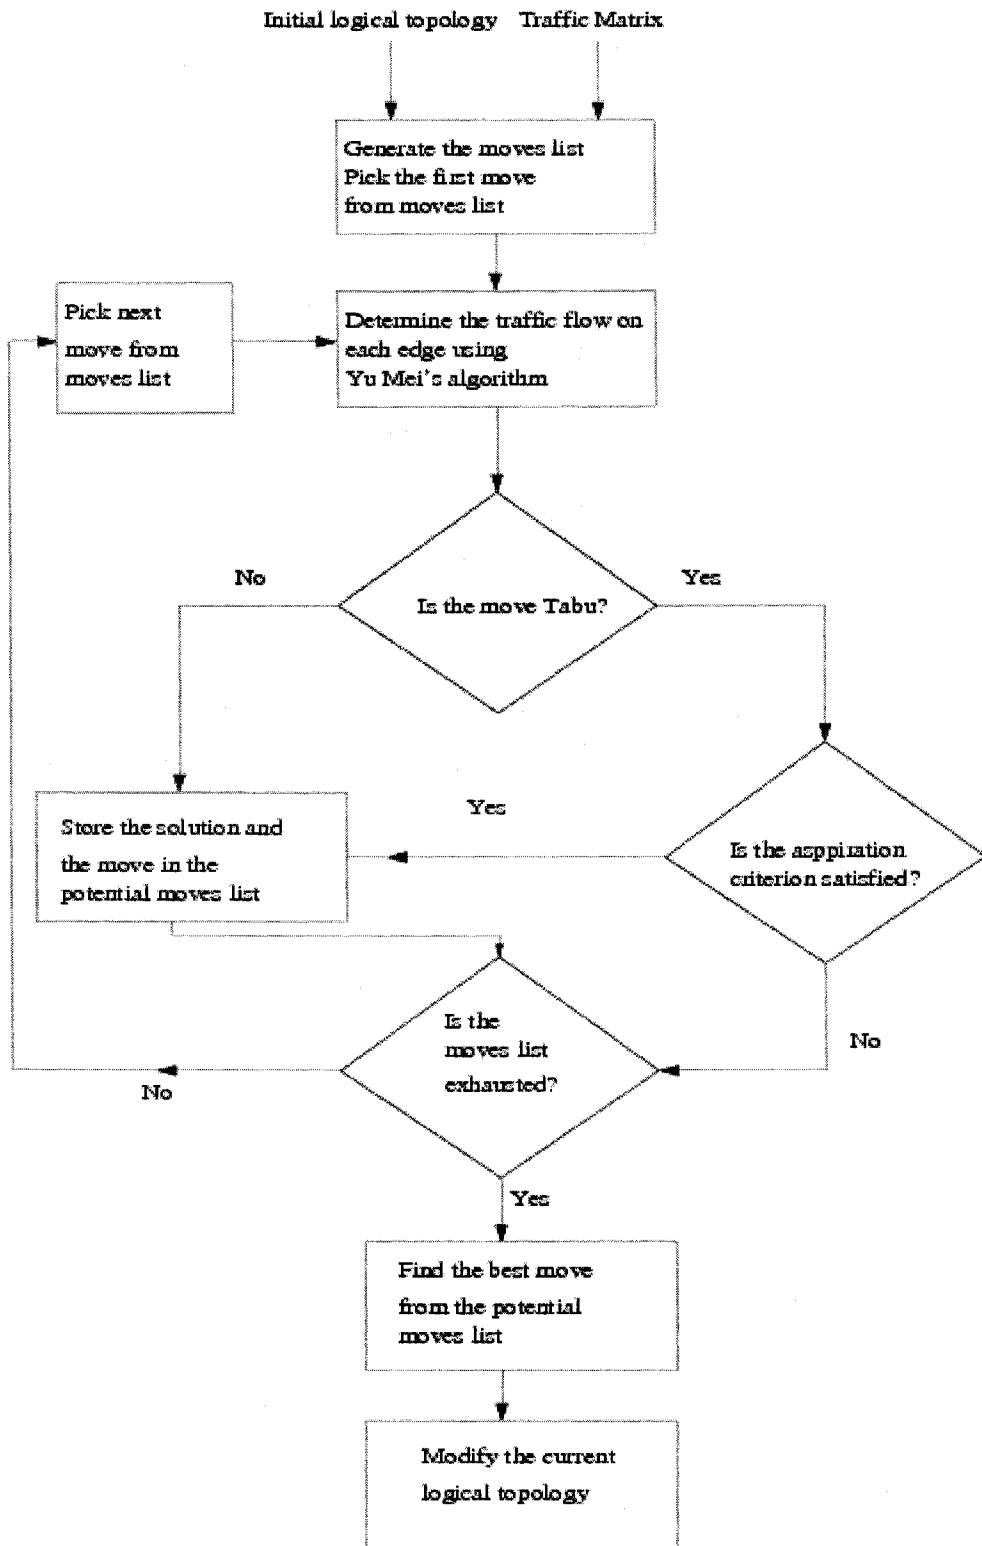 Initial logical topology Traffic Matrix
Generate the moves list
Pick the first move
from moves list
Pick next
move from
moves list
Determine the traffic flow on
each edge using
Yu Mei's algorithm
No
Yes
Is the move Tabu?
Yes
Store the solution and
the move in the
potential moves list
Is the asppiration
criterion satisfied?
Is the
moves list
exhausted?
No
No
Yes
Find the best move
from the potential
moves list
Modify the current
logical topology